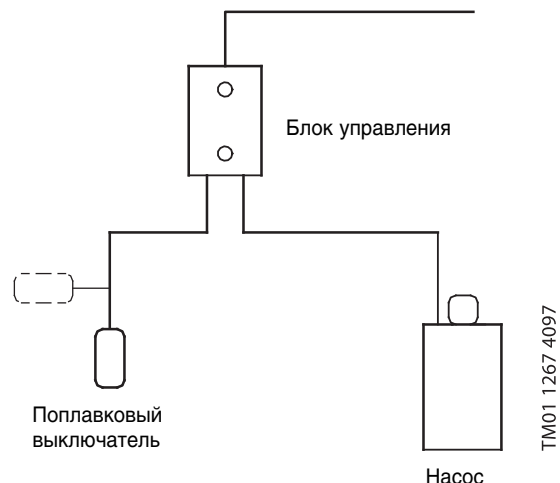 Блок управления
Поплавковый
выключатель
Насос
TM01 1267 4097